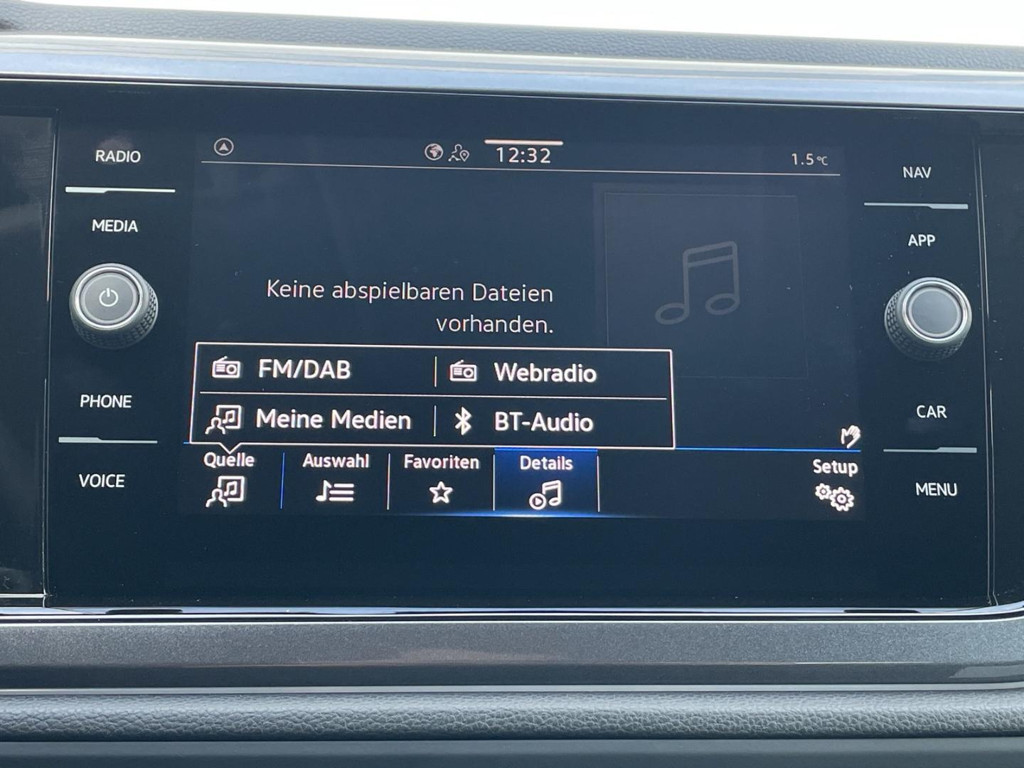 RADIO
MEDIA
PHONE
VOICE
12:32
1.5°C
Keine abspielbaren Dateien
vorhanden.
FM/DAB
Webradio
Meine Medien
BT-Audio
Quelle
Auswahl
Favoriten
Details
Setup
NAV
APP
CAR
MENU